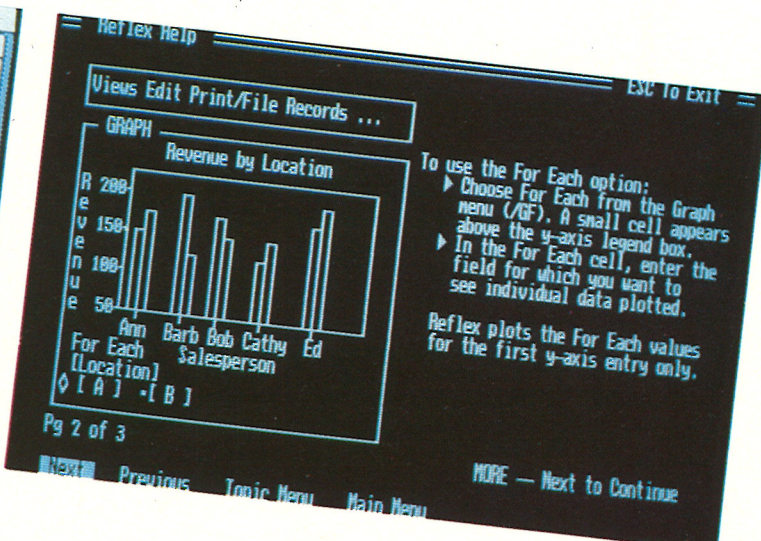 Reflex Help
ESC To Exit
Views Edit Print/File Records ...
GRAPH
Revenue by Location
Revenue
200
150
100
50
Ann Barb Bob Cathy Ed
Salesperson
For Each
[Location]
◊ [ A ] ▪[ B ]
Pg 2 of 3
To use the For Each option:
▶ Choose For Each from the Graph
menu (/GF). A small cell appears
above the y-axis legend box.
▶ In the For Each cell, enter the
field for which you want to
see individual data plotted.
Reflex plots the For Each values
for the first y-axis entry only.
MORE — Next to Continue
Next Previous Topic Menu Main Menu